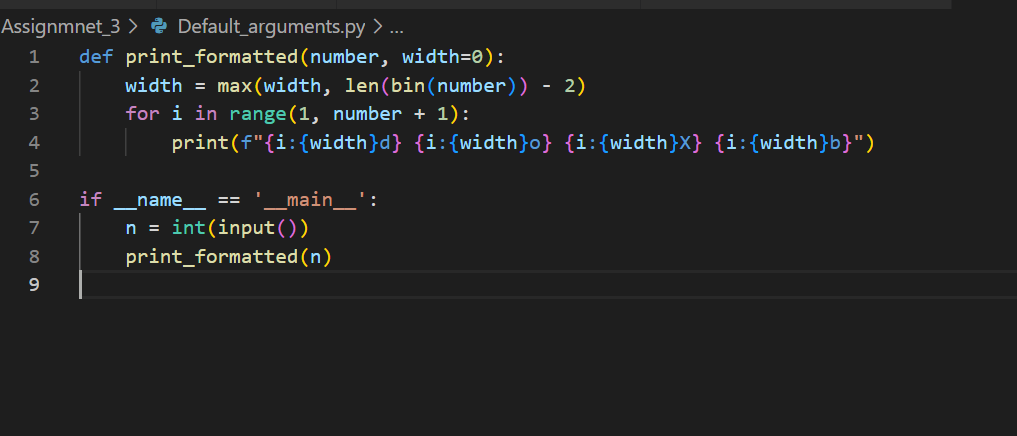 Assignmnet_3 > Default_arguments.py > ...
1 def print_formatted(number, width=0):
2     width = max(width, len(bin(number)) - 2)
3     for i in range(1, number + 1):
4         print(f"{i:{width}d} {i:{width}o} {i:{width}X} {i:{width}b}")
5
6 if __name__ == '__main__':
7     n = int(input())
8     print_formatted(n)
9